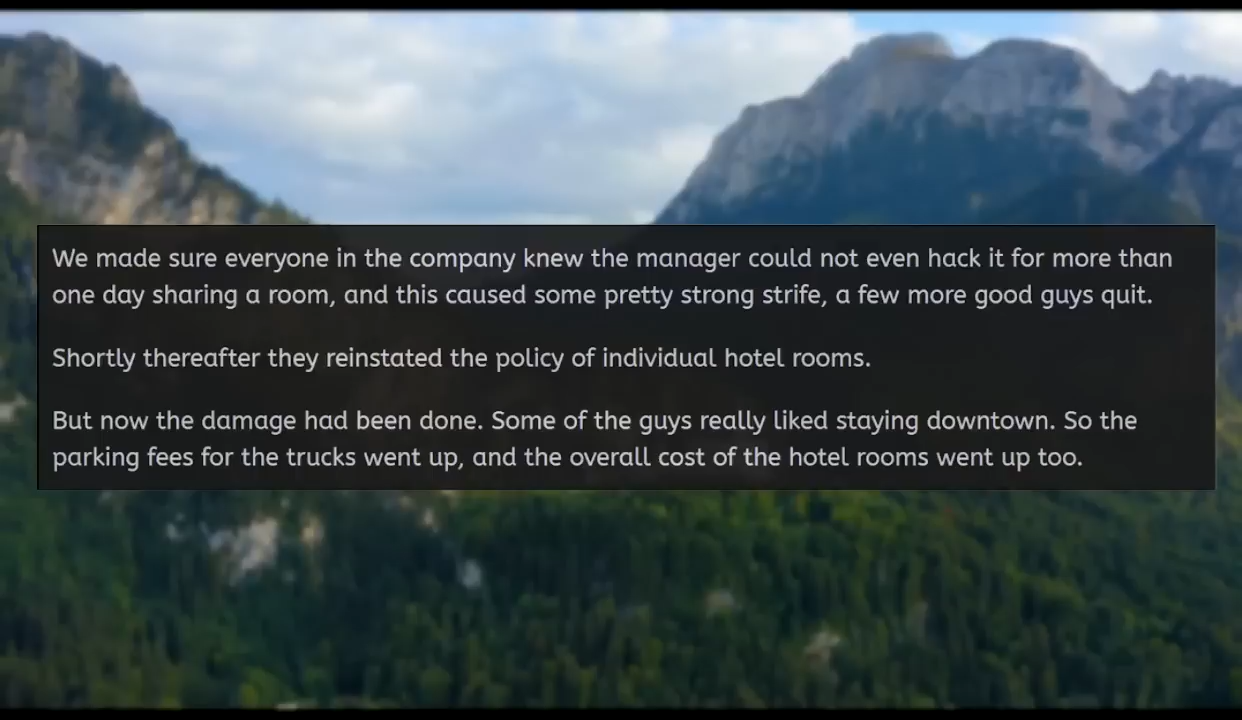 We made sure everyone in the company knew the manager could not even hack it for more than
one day sharing a room, and this caused some pretty strong strife, a few more good guys quit.
Shortly thereafter they reinstated the policy of individual hotel rooms.
But now the damage had been done. Some of the guys really liked staying downtown. So the
parking fees for the trucks went up, and the overall cost of the hotel rooms went up too.